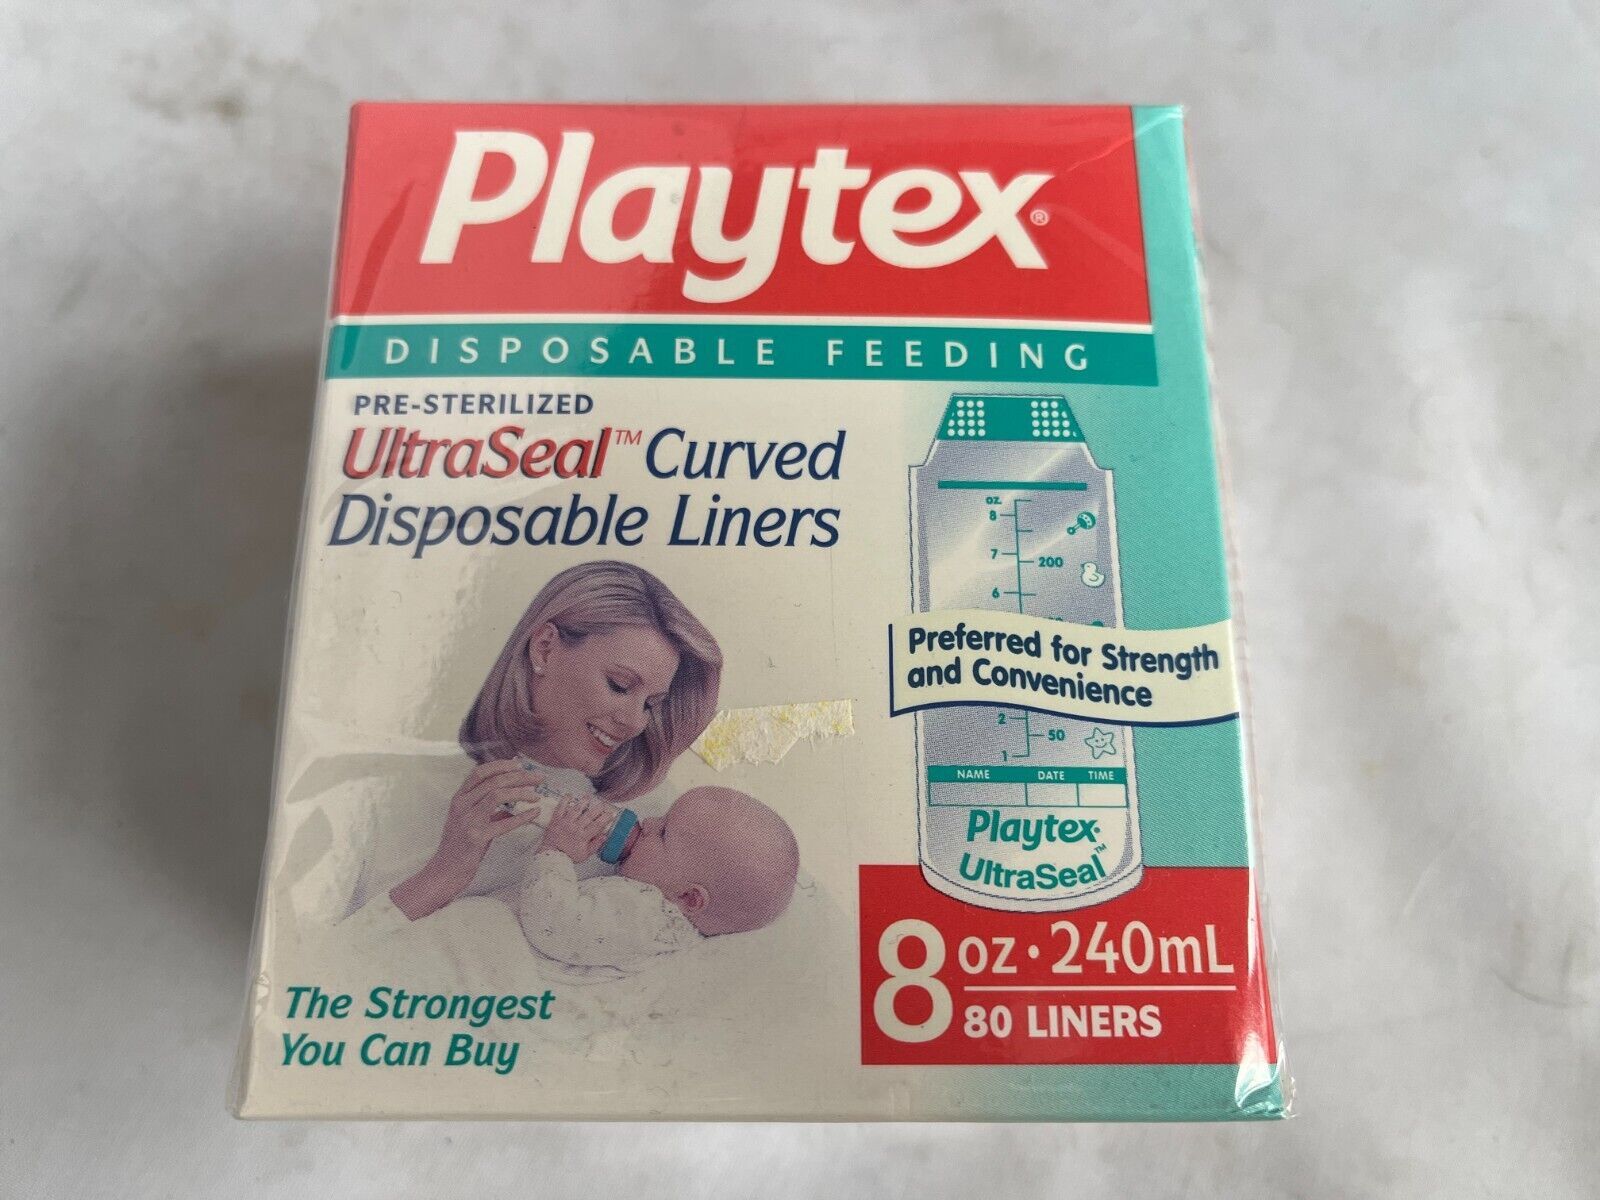 Playtex®
DISPOSABLE FEEDING
PRE-STERILIZED
UltraSeal™ Curved
Disposable Liners
oz.
8
7
200
6
Preferred for Strength
and Convenience
2
50
1
NAME DATE TIME
Playtex
UltraSeal™
The Strongest
You Can Buy
8 oz · 240mL
80 LINERS